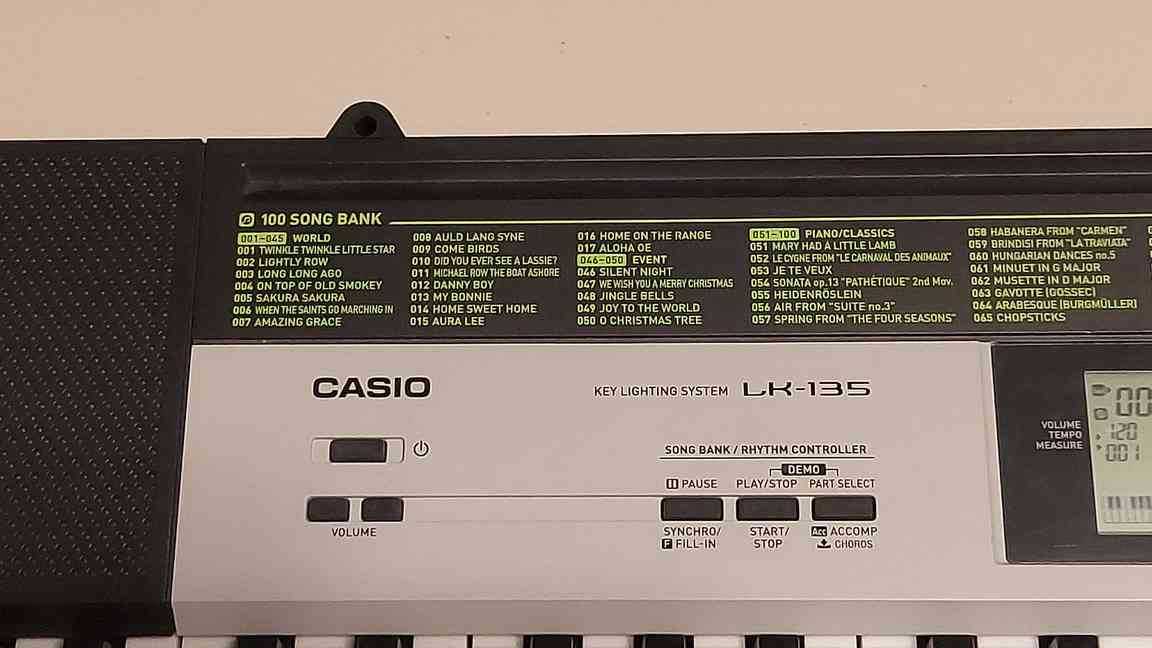 100 SONG BANK
001-045 WORLD
001 TWINKLE TWINKLE LITTLE STAR
002 LIGHTLY ROW
003 LONG LONG AGO
004 ON TOP OF OLD SMOKEY
005 SAKURA SAKURA
006 WHEN THE SAINTS GO MARCHING IN
007 AMAZING GRACE
008 AULD LANG SYNE
009 COME BIRDS
010 DID YOU EVER SEE A LASSIE?
011 MICHAEL ROW THE BOAT ASHORE
012 DANNY BOY
013 MY BONNIE
014 HOME SWEET HOME
015 AURA LEE
016 HOME ON THE RANGE
017 ALOHA OE
046-050 EVENT
046 SILENT NIGHT
047 WE WISH YOU A MERRY CHRISTMAS
048 JINGLE BELLS
049 JOY TO THE WORLD
050 O CHRISTMAS TREE
051-100 PIANO/CLASSICS
051 MARY HAD A LITTLE LAMB
052 LE CYGNE FROM "LE CARNAVAL DES ANIMAUX"
053 JE TE VEUX
054 SONATA op.13 "PATHÉTIQUE" 2nd Mov.
055 HEIDENRÖSLEIN
056 AIR FROM "SUITE no.3"
057 SPRING FROM "THE FOUR SEASONS"
058 HABANERA FROM "CARMEN"
059 BRINDISI FROM "LA TRAVIATA"
060 HUNGARIAN DANCES no.5
061 MINUET IN G MAJOR
062 MUSETTE IN D MAJOR
063 GAVOTTE (GOSSEC)
064 ARABESQUE (BURGMÜLLER)
065 CHOPSTICKS
CASIO
KEY LIGHTING SYSTEM LK-135
VOLUME
TEMPO
MEASURE
00
120
001
SONG BANK / RHYTHM CONTROLLER
DEMO
PAUSE PLAY/STOP PART SELECT
VOLUME
SYNCHRO/
F FILL-IN
START/
STOP
Acc ACCOMP
CHORDS